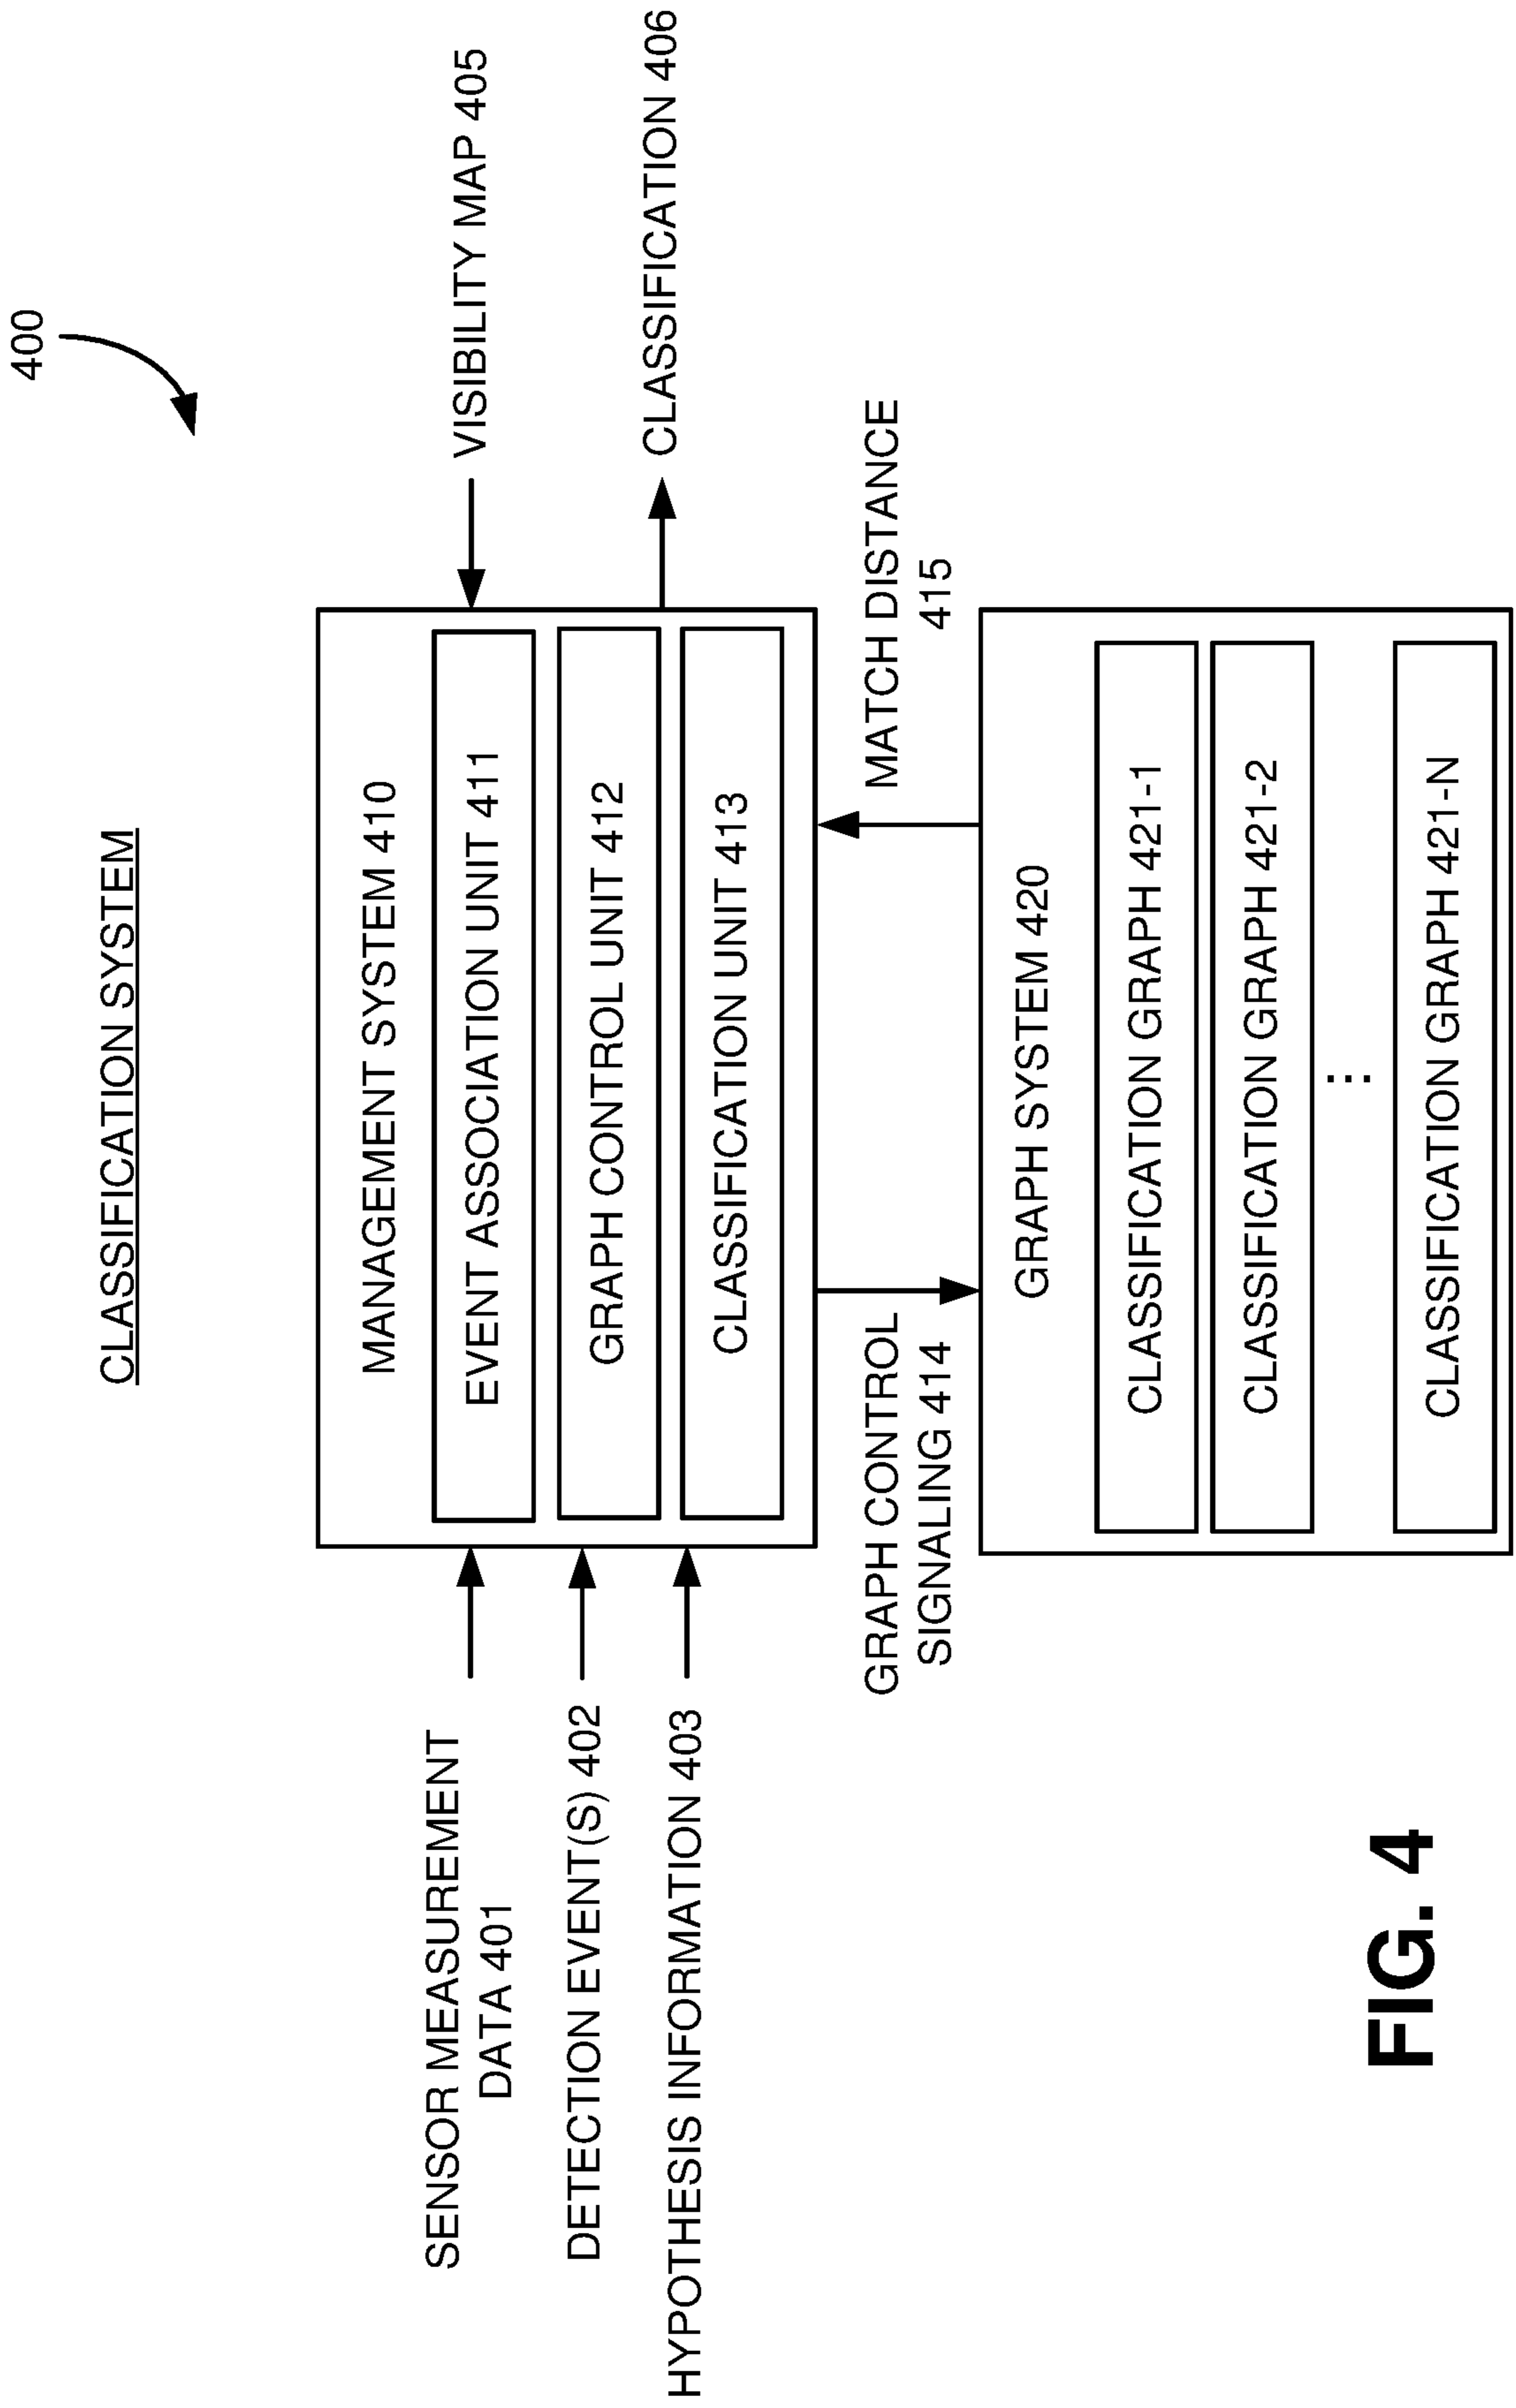 CLASSIFICATION SYSTEM
400
SENSOR MEASUREMENT
DATA 401
DETECTION EVENT(S) 402
HYPOTHESIS INFORMATION 403
MANAGEMENT SYSTEM 410
EVENT ASSOCIATION UNIT 411
GRAPH CONTROL UNIT 412
CLASSIFICATION UNIT 413
VISIBILITY MAP 405
CLASSIFICATION 406
GRAPH CONTROL
SIGNALING 414
MATCH DISTANCE
415
GRAPH SYSTEM 420
CLASSIFICATION GRAPH 421-1
CLASSIFICATION GRAPH 421-2
...
CLASSIFICATION GRAPH 421-N
FIG. 4